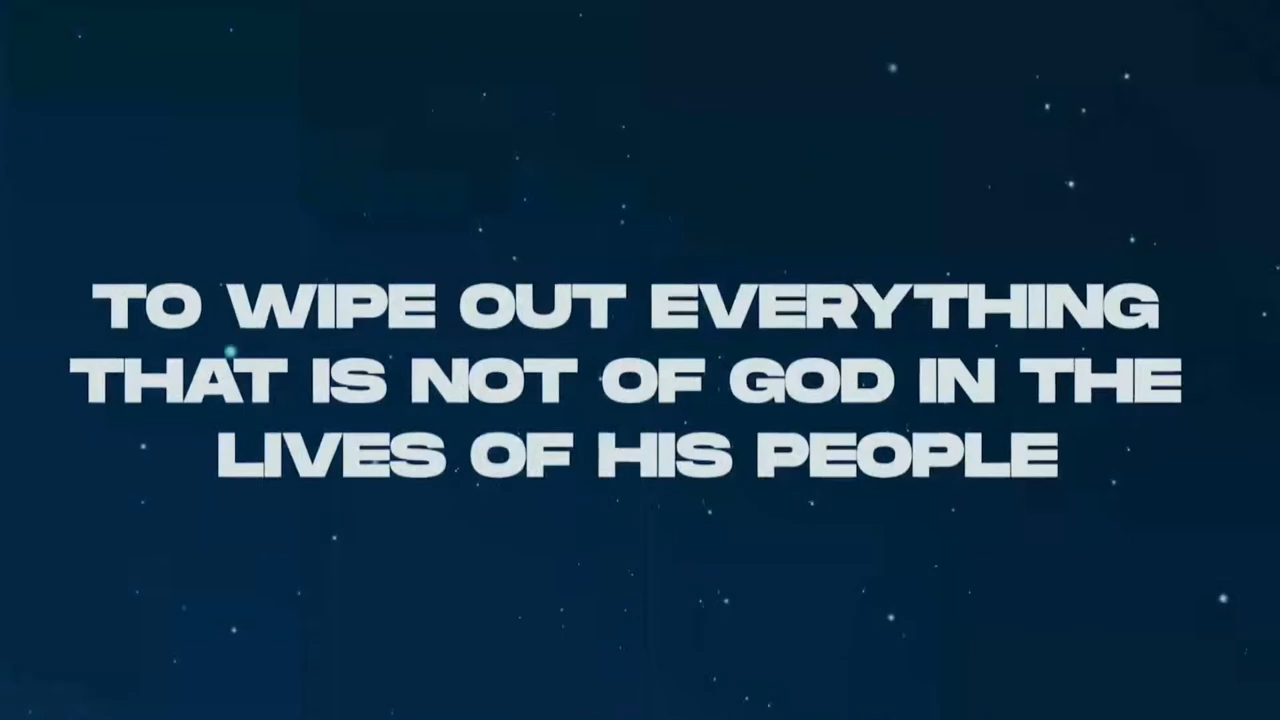 TO WIPE OUT EVERYTHING
THAT IS NOT OF GOD IN THE
LIVES OF HIS PEOPLE